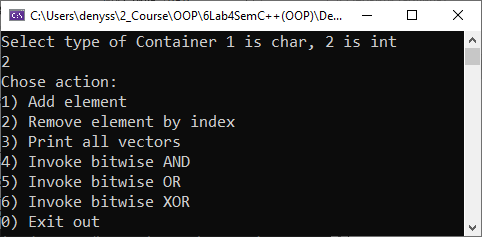 C:\Users\denyss\2_Course\OOP\6Lab4SemC++(OOP)\De...
Select type of Container 1 is char, 2 is int
2
Chose action:
1) Add element
2) Remove element by index
3) Print all vectors
4) Invoke bitwise AND
5) Invoke bitwise OR
6) Invoke bitwise XOR
0) Exit out